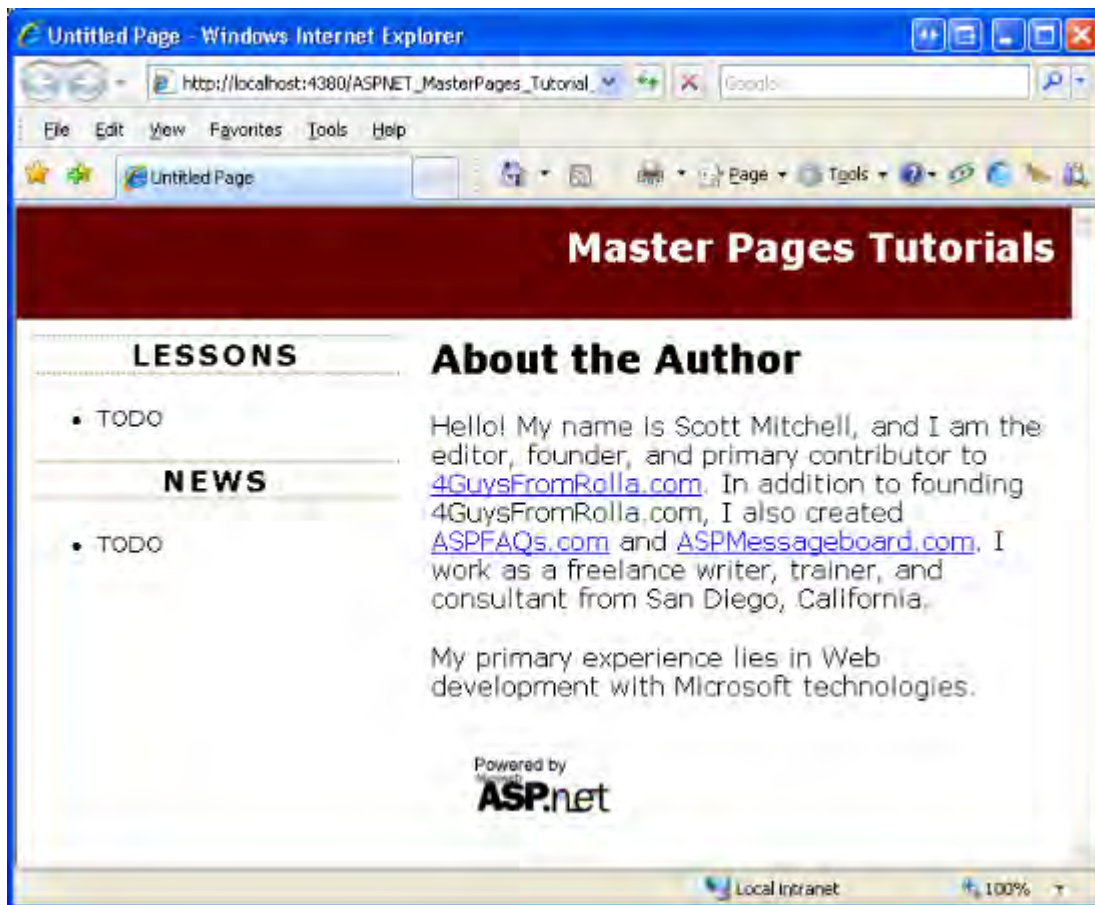 Untitled Page - Windows Internet Explorer
http://localhost:4380/ASPNET_MasterPages_Tutorial_
Google
File Edit View Favorites Tools Help
Untitled Page
Page Tools
Master Pages Tutorials
LESSONS
• TODO
NEWS
• TODO
About the Author
Hello! My name is Scott Mitchell, and I am the
editor, founder, and primary contributor to
4GuysFromRolla.com. In addition to founding
4GuysFromRolla.com, I also created
ASPFAQs.com and ASPMessageboard.com. I
work as a freelance writer, trainer, and
consultant from San Diego, California.
My primary experience lies in Web
development with Microsoft technologies.
Powered by
Microsoft
ASP.net
Local intranet
100%